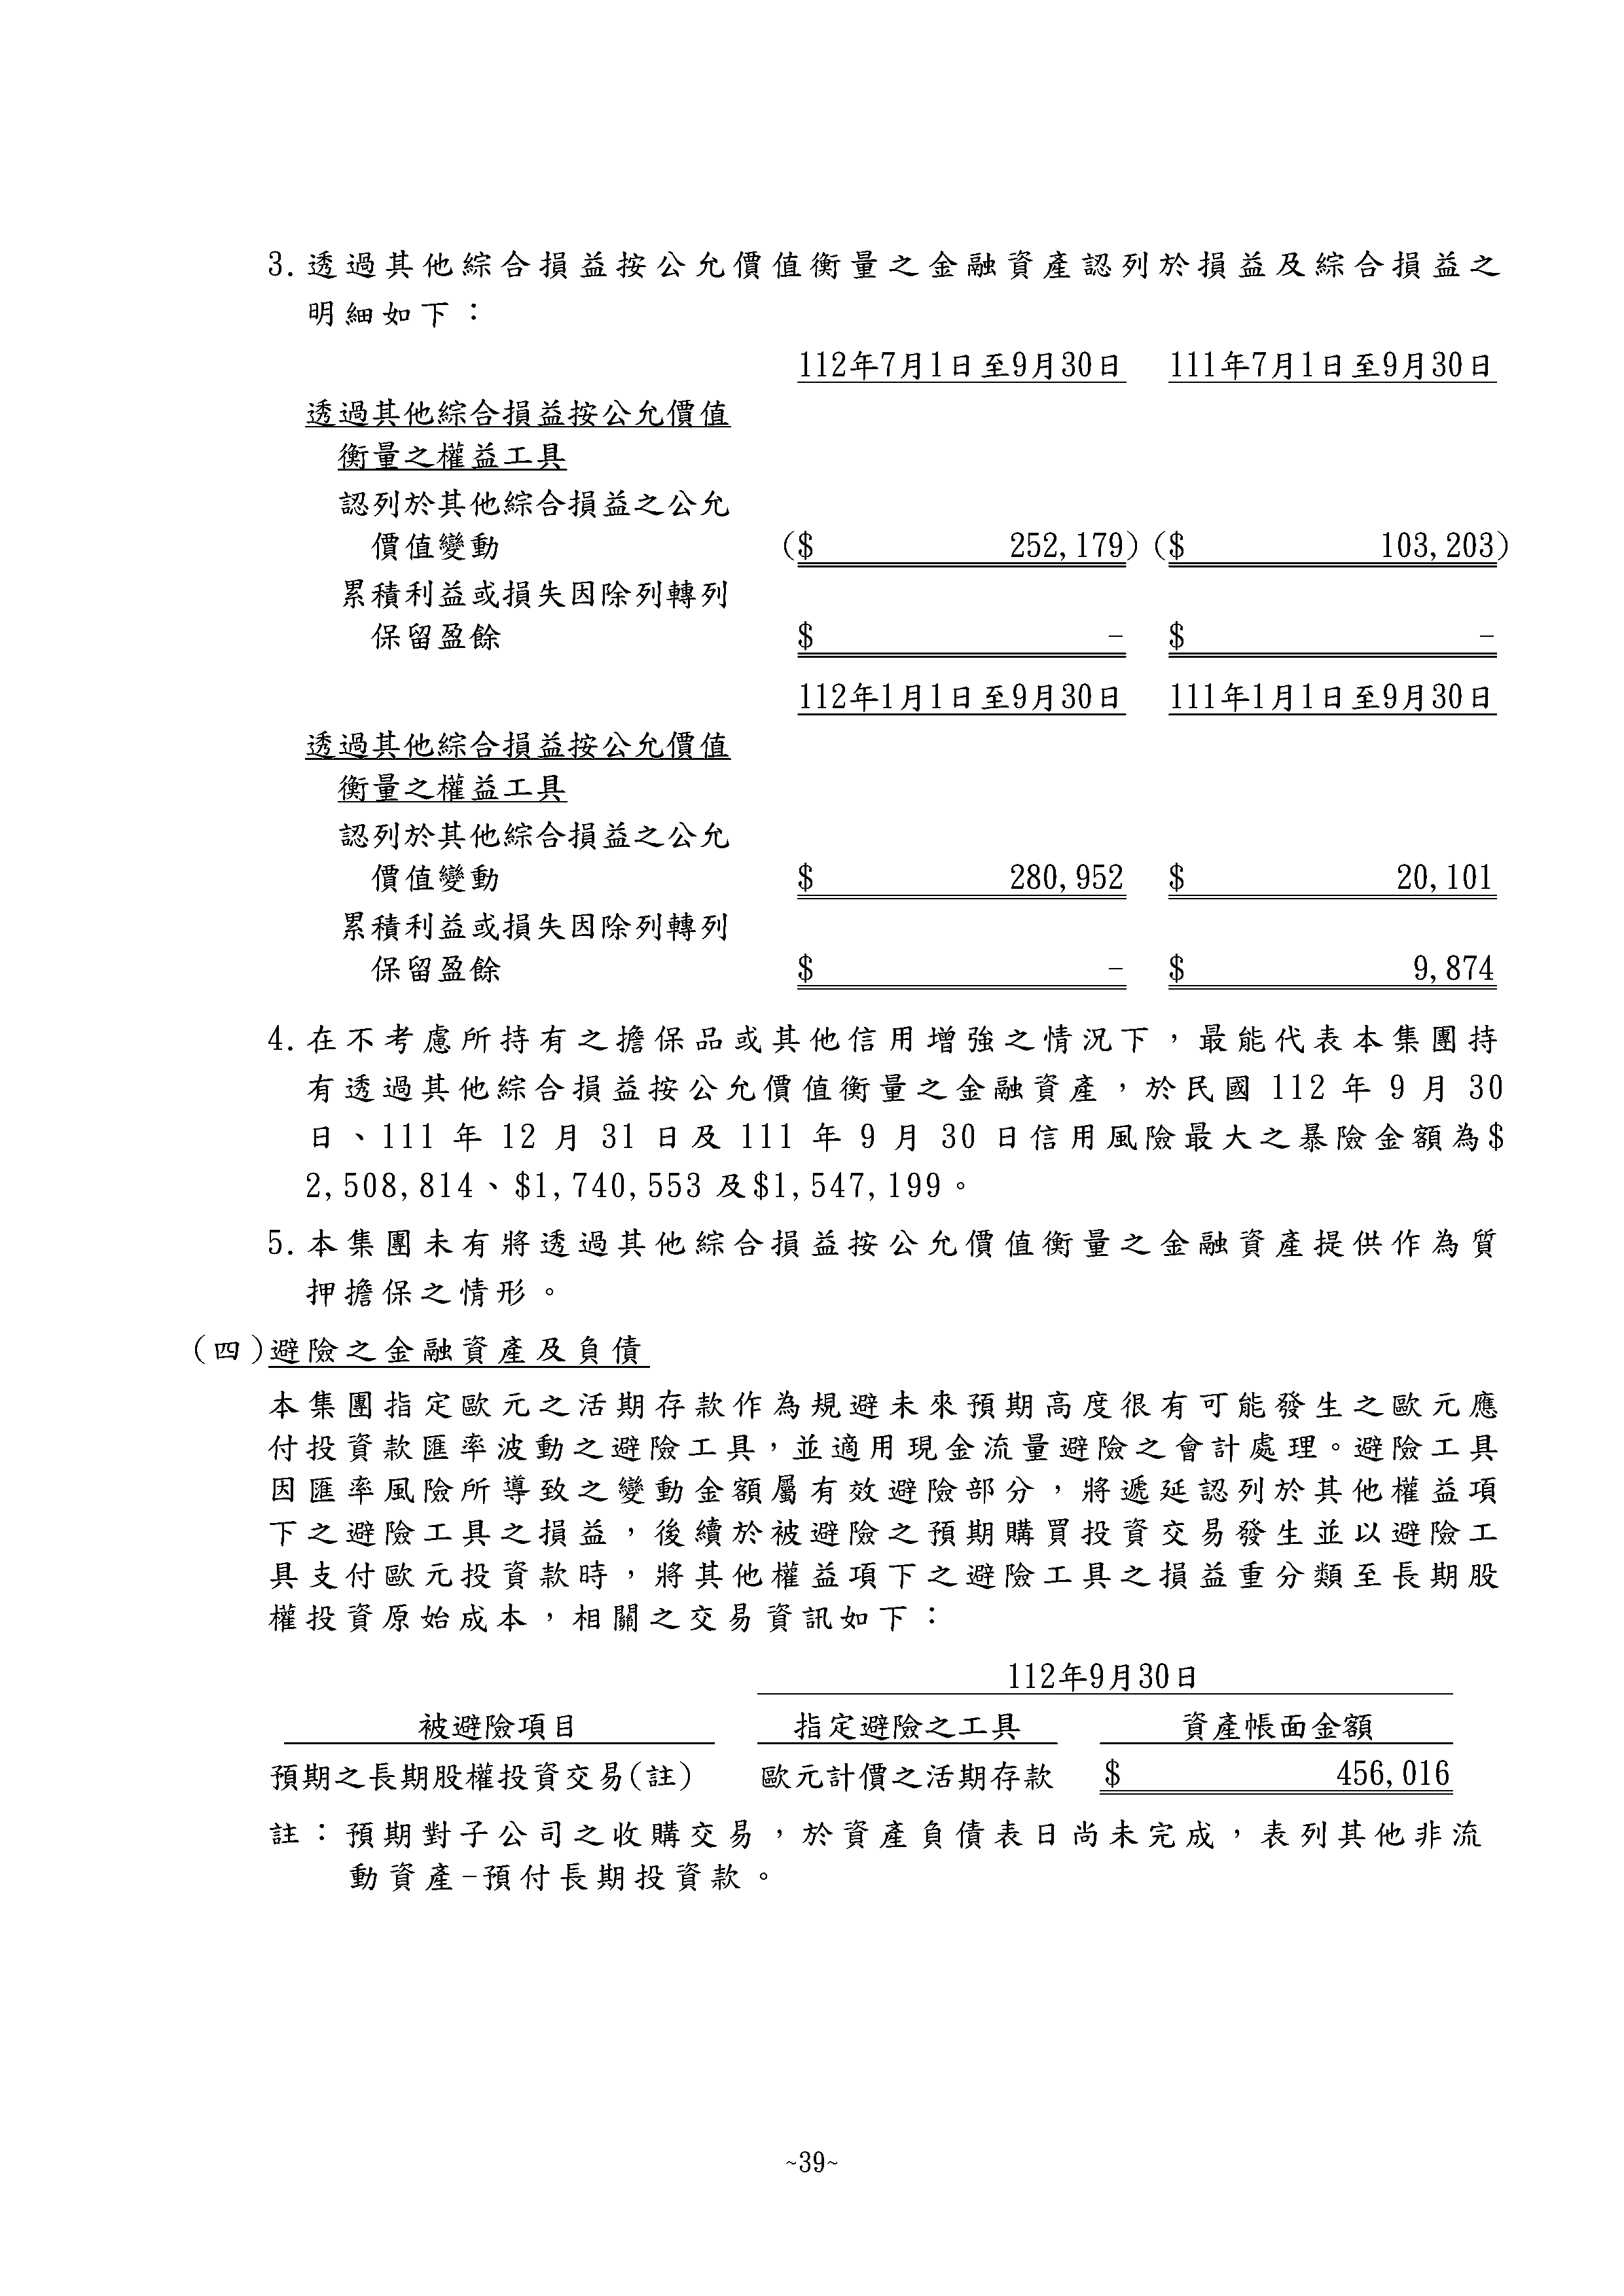 3.透過其他綜合損益按公允價值衡量之金融資產認列於損益及綜合損益之
明細如下：
112年7月1日至9月30日 111年7月1日至9月30日
透過其他綜合損益按公允價值
衡量之權益工具
認列於其他綜合損益之公允
價值變動 ($ 252,179) ($ 103,203)
累積利益或損失因除列轉列
保留盈餘 $ - $ -
112年1月1日至9月30日 111年1月1日至9月30日
透過其他綜合損益按公允價值
衡量之權益工具
認列於其他綜合損益之公允
價值變動 $ 280,952 $ 20,101
累積利益或損失因除列轉列
保留盈餘 $ - $ 9,874
4.在不考慮所持有之擔保品或其他信用增強之情況下，最能代表本集團持
有透過其他綜合損益按公允價值衡量之金融資產，於民國 112 年 9 月 30
日、111 年 12 月 31 日及 111 年 9 月 30 日信用風險最大之暴險金額為$
2,508,814、$1,740,553 及$1,547,199。
5.本集團未有將透過其他綜合損益按公允價值衡量之金融資產提供作為質
押擔保之情形。
(四)避險之金融資產及負債
本集團指定歐元之活期存款作為規避未來預期高度很有可能發生之歐元應
付投資款匯率波動之避險工具，並適用現金流量避險之會計處理。避險工具
因匯率風險所導致之變動金額屬有效避險部分，將遞延認列於其他權益項
下之避險工具之損益，後續於被避險之預期購買投資交易發生並以避險工
具支付歐元投資款時，將其他權益項下之避險工具之損益重分類至長期股
權投資原始成本，相關之交易資訊如下：
112年9月30日
被避險項目 指定避險之工具 資產帳面金額
預期之長期股權投資交易(註) 歐元計價之活期存款 $ 456,016
註：預期對子公司之收購交易，於資產負債表日尚未完成，表列其他非流
動資產-預付長期投資款。
~39~